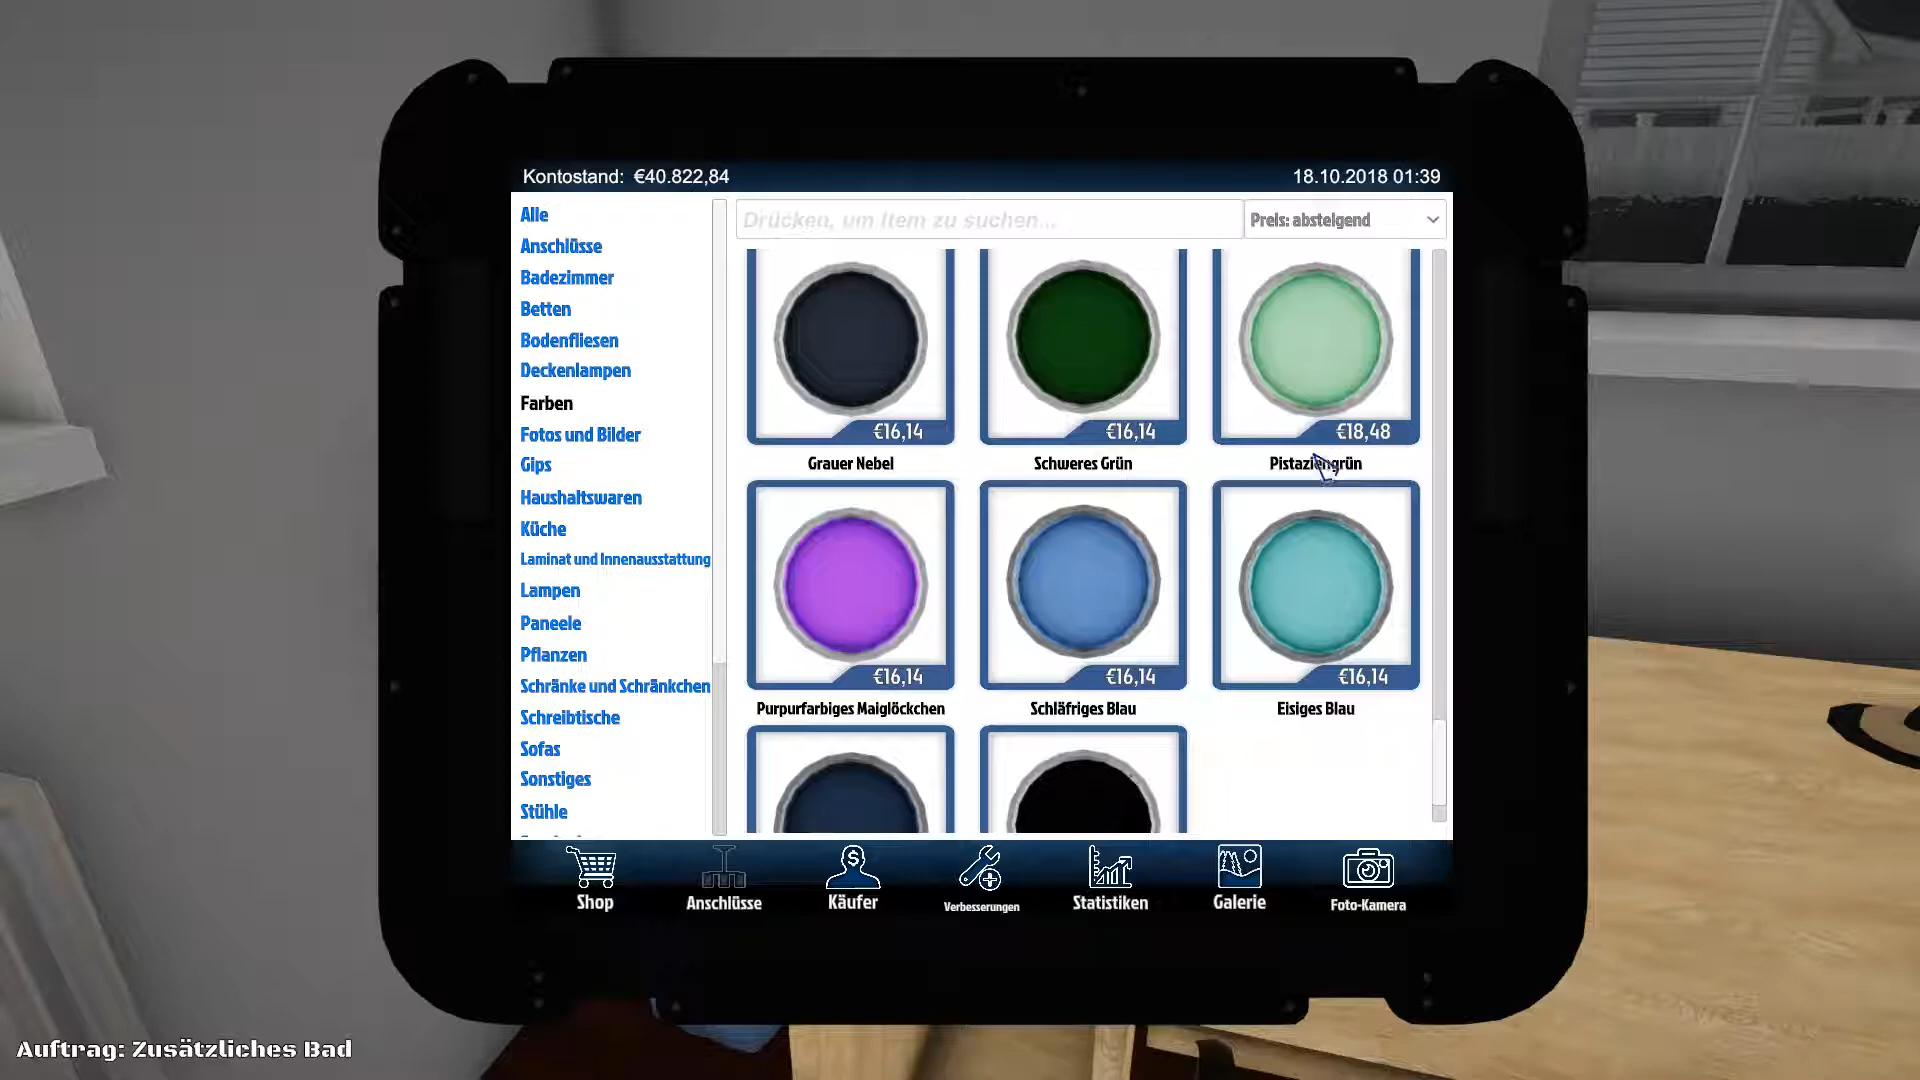 Kontostand: €40.822,84
18.10.2018 01:39
Alle
Anschlüsse
Badezimmer
Betten
Bodenfliesen
Deckenlampen
Farben
Fotos und Bilder
Gips
Haushaltswaren
Küche
Laminat und Innenausstattung
Lampen
Paneele
Pflanzen
Schränke und Schränkchen
Schreibtische
Sofas
Sonstiges
Stühle
Drücken, um Item zu suchen...
Preis: absteigend
€16,14
€16,14
€18,48
Grauer Nebel
Schweres Grün
Pistaziengrün
€16,14
€16,14
€16,14
Purpurfarbiges Maiglöckchen
Schläfriges Blau
Eisiges Blau
Shop
Anschlüsse
Käufer
Verbesserungen
Statistiken
Galerie
Foto-Kamera
Auftrag: Zusätzliches Bad